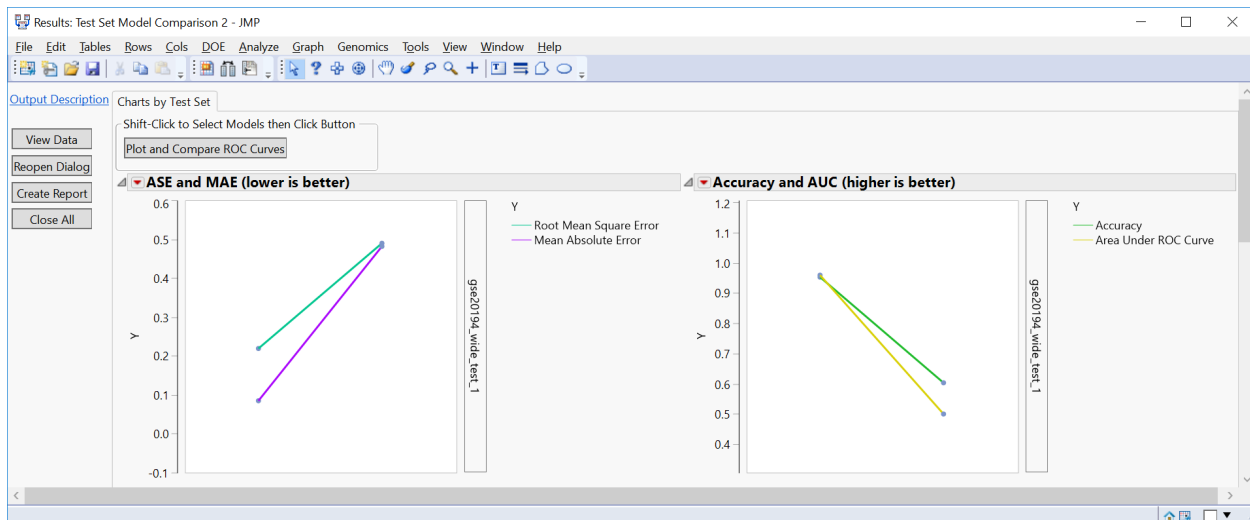 Results: Test Set Model Comparison 2 - JMP
File Edit Tables Rows Cols DOE Analyze Graph Genomics Tools View Window Help
Output Description
Charts by Test Set
Shift-Click to Select Models then Click Button
View Data
Plot and Compare ROC Curves
Reopen Dialog
Create Report
Close All
ASE and MAE (lower is better)
0.6
0.5
0.4
0.3
0.2
0.1
0.0
-0.1
Y
gse20194_wide_test_1
Y
Root Mean Square Error
Mean Absolute Error
Accuracy and AUC (higher is better)
1.2
1.1
1.0
0.9
0.8
0.7
0.6
0.5
0.4
Y
gse20194_wide_test_1
Y
Accuracy
Area Under ROC Curve